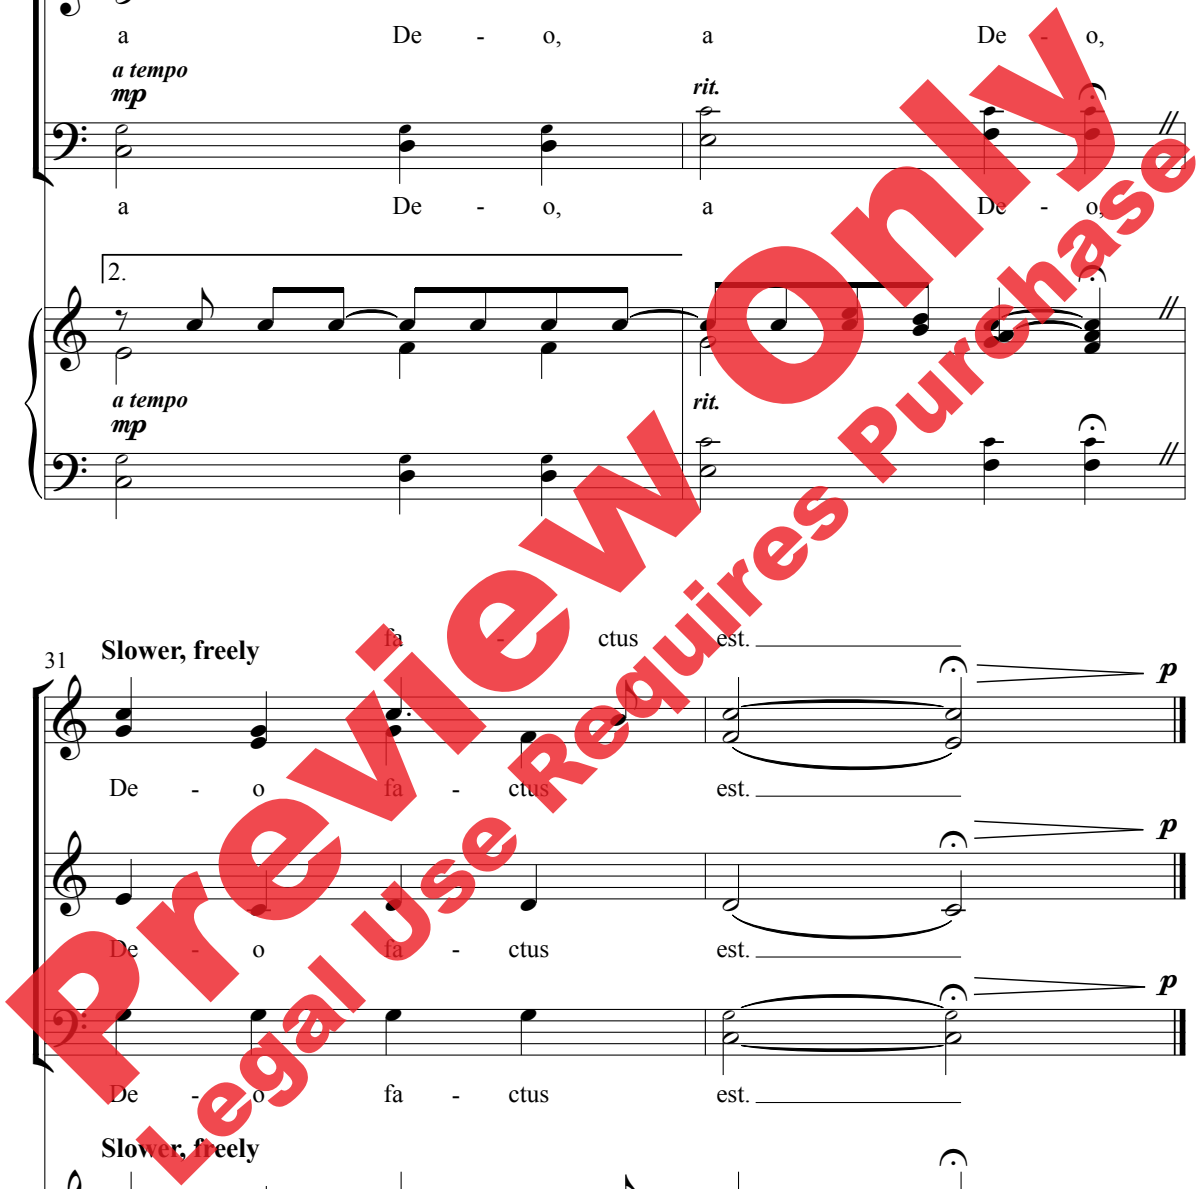 a De - o, a De - o,
a tempo
mp
rit.
a De - o, a De - o,
2.
a tempo
mp
rit.
fa - ctus est.
31 Slower, freely
p
De - o fa - ctus est.
p
De - o fa - ctus est.
p
De - o fa - ctus est.
Slower, freely
Preview Only
Legal Use Requires Purchase